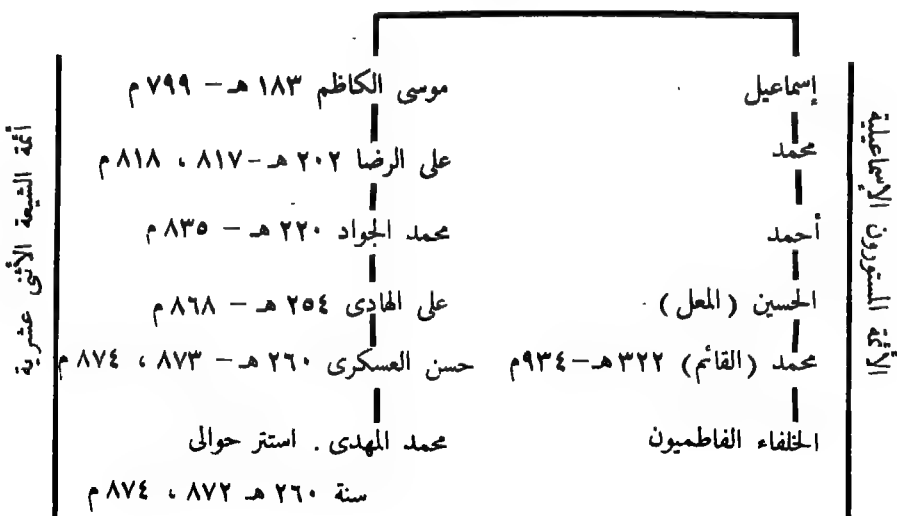 الأئمة المستورون الإسماعيلية
إسماعيل
محمد
أحمد
الحسين (المعل)
محمد (القائم) ٣٢٢ هـ - ٩٣٤م
الخلفاء الفاطميون
موسى الكاظم ١٨٣ هـ - ٧٩٩ م
على الرضا ٢٠٢ هـ - ٨١٧ ، ٨١٨ م
محمد الجواد ٢٢٠ هـ - ٨٣٥ م
على الهادى ٢٥٤ هـ - ٨٦٨ م
حسن العسكرى ٢٦٠ هـ - ٨٧٣ ، ٨٧٤ م
محمد المهدى . استتر حوالى
سنة ٢٦٠ هـ ٨٧٢ ، ٨٧٤ م
أئمة الشيعة الأثنى عشرية